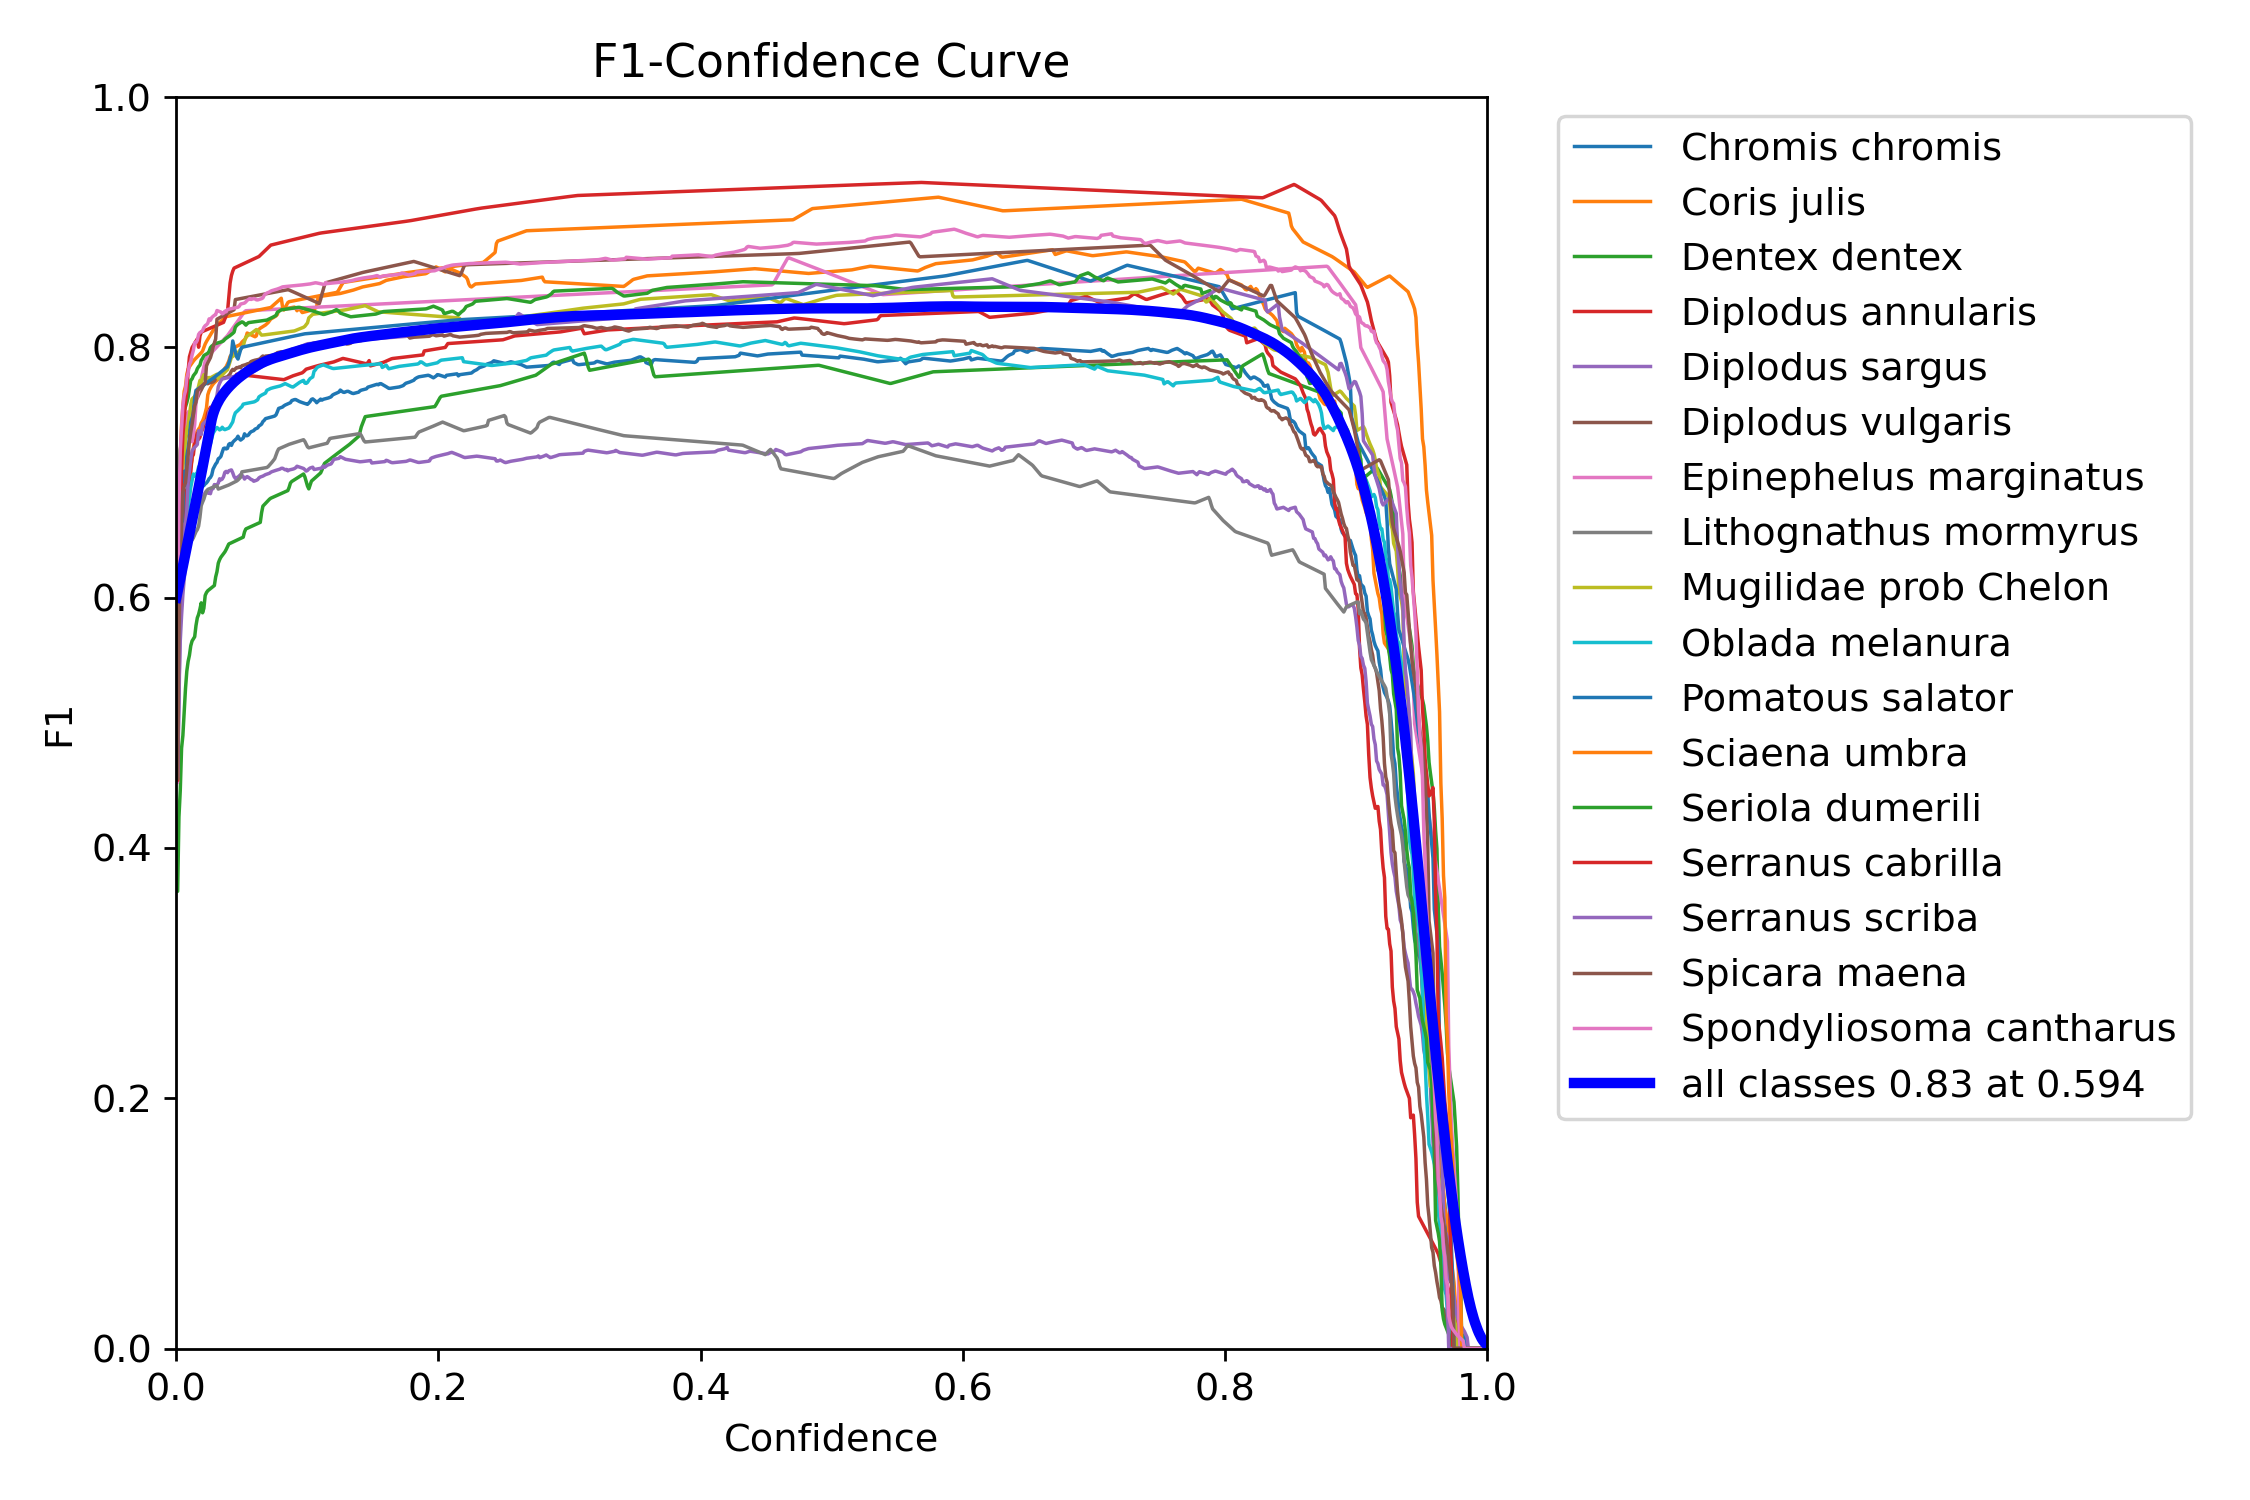 F1-Confidence Curve
1.0
0.8
0.6
0.4
0.2
0.0
F1
0.0 0.2 0.4 0.6 0.8 1.0
Confidence
Chromis chromis
Coris julis
Dentex dentex
Diplodus annularis
Diplodus sargus
Diplodus vulgaris
Epinephelus marginatus
Lithognathus mormyrus
Mugilidae prob Chelon
Oblada melanura
Pomatous salator
Sciaena umbra
Seriola dumerili
Serranus cabrilla
Serranus scriba
Spicara maena
Spondyliosoma cantharus
all classes 0.83 at 0.594